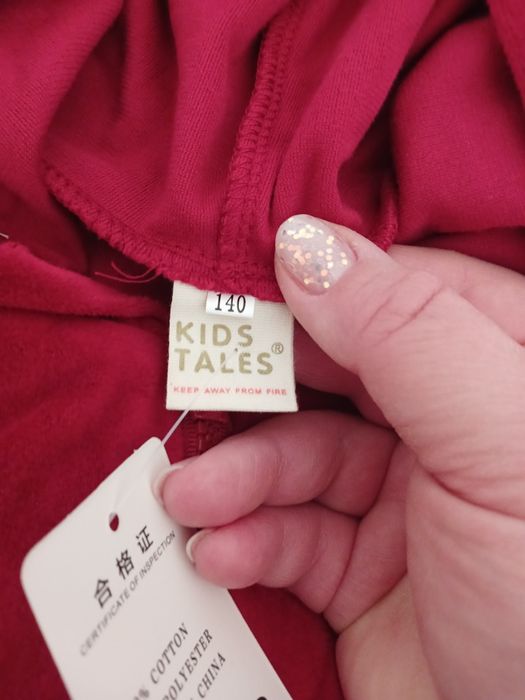 140
KIDS
TALES®
KEEP AWAY FROM FIRE
合格证
CERTIFICATE OF INSPECTION
% COTTON
POLYESTER
CHINA